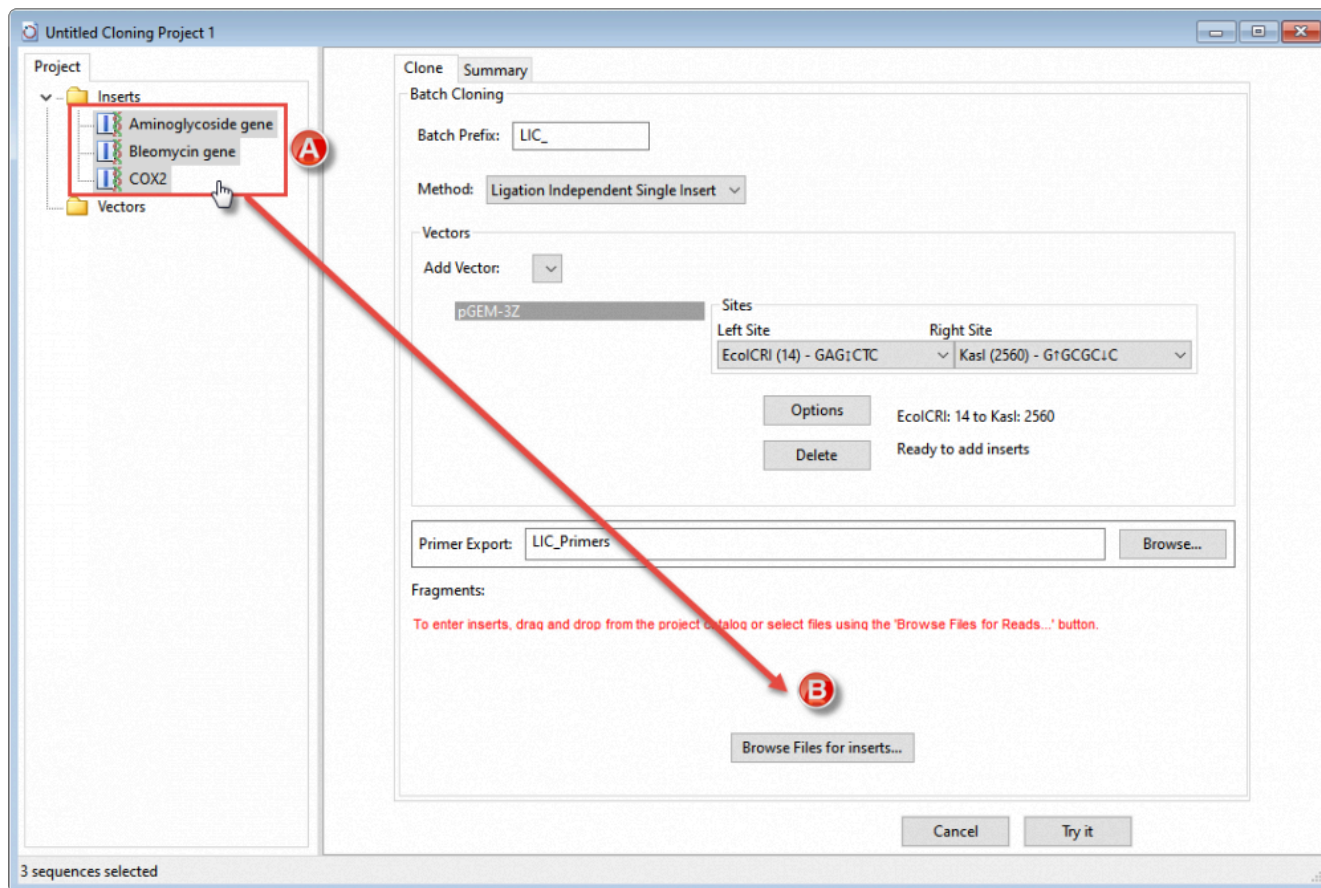 Untitled Cloning Project 1
Project
Inserts
Aminoglycoside gene
Bleomycin gene
COX2
Vectors
A
Clone Summary
Batch Cloning
Batch Prefix: LIC_
Method: Ligation Independent Single Insert
Vectors
Add Vector:
pGEM-3Z
Sites
Left Site Right Site
EcoICRI (14) - GAG↕CTC KasI (2560) - G↑GCGC↓C
Options EcoICRI: 14 to KasI: 2560
Delete Ready to add inserts
Primer Export: LIC_Primers Browse...
Fragments:
To enter inserts, drag and drop from the project catalog or select files using the 'Browse Files for Reads...' button.
B
Browse Files for inserts...
Cancel Try it
3 sequences selected